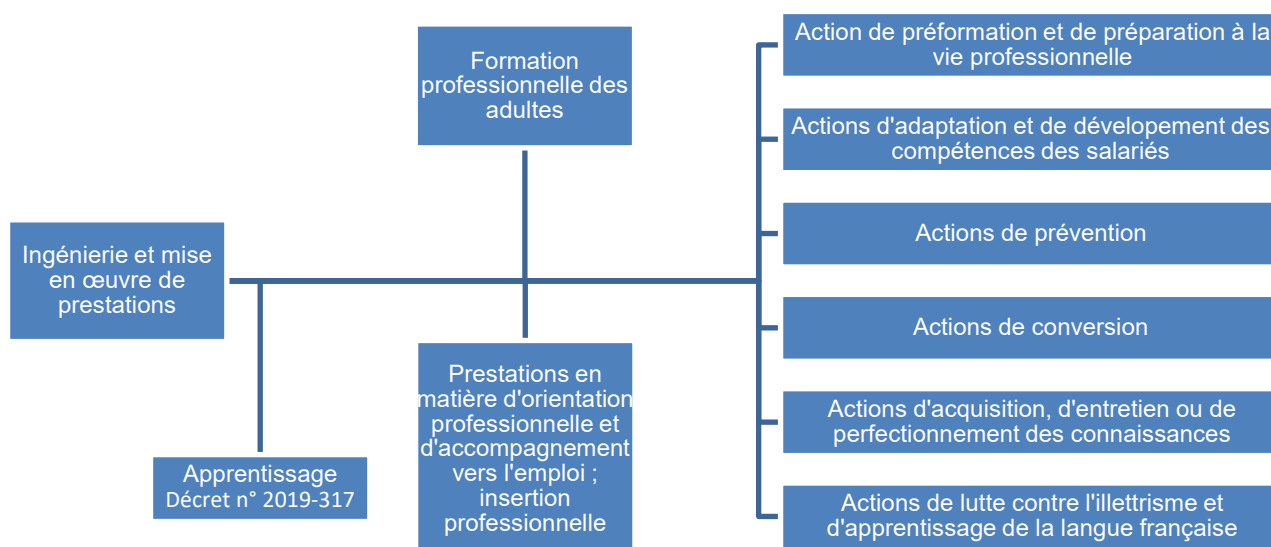 Formation
professionnelle des
adultes
Ingénierie et mise
en œuvre de
prestations
Apprentissage
Décret n° 2019-317
Prestations en
matière d'orientation
professionnelle et
d'accompagnement
vers l'emploi ;
insertion
professionnelle
Action de préformation et de préparation à la
vie professionnelle
Actions d'adaptation et de dévelopement des
compétences des salariés
Actions de prévention
Actions de conversion
Actions d'acquisition, d'entretien ou de
perfectionnement des connaissances
Actions de lutte contre l'illettrisme et
d'apprentissage de la langue française